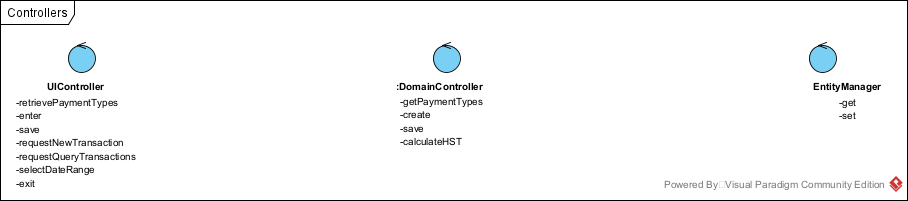 Controllers
UIController
-retrievePaymentTypes
-enter
-save
-requestNewTransaction
-requestQueryTransactions
-selectDateRange
-exit
:DomainController
-getPaymentTypes
-create
-save
-calculateHST
EntityManager
-get
-set
Powered By□Visual Paradigm Community Edition